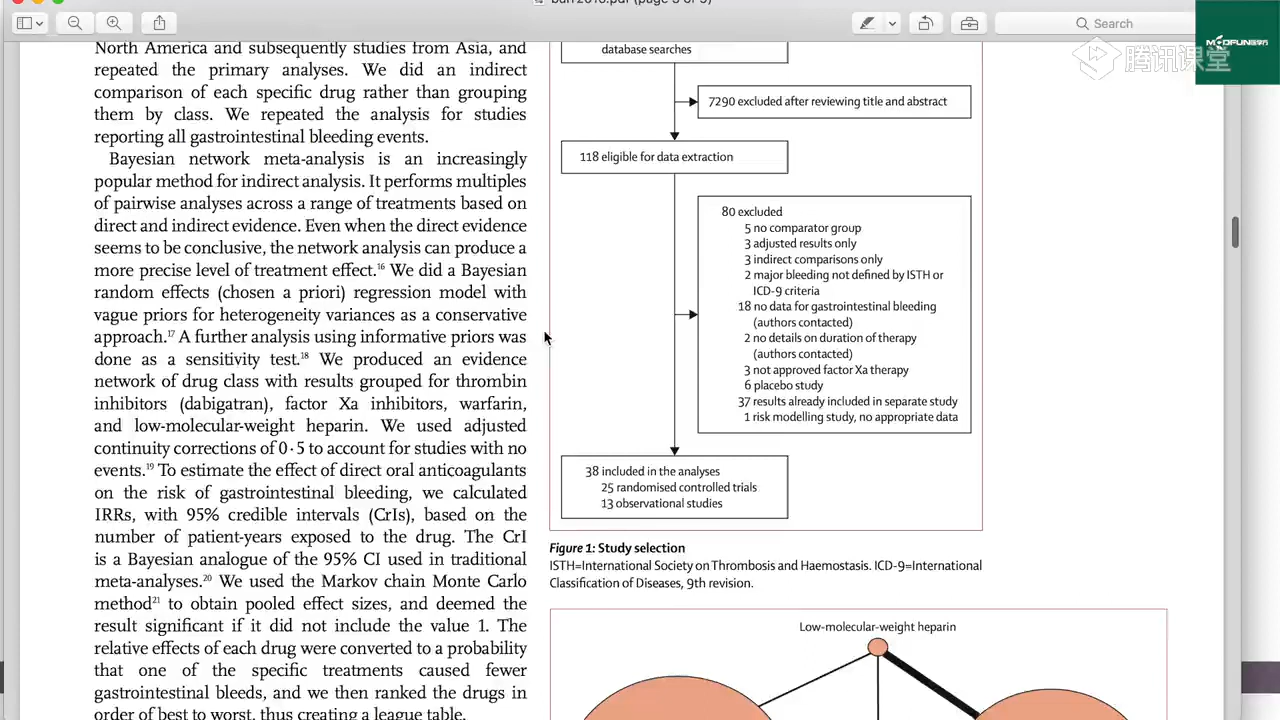 Search
MODFUN医学方
腾讯课堂
North America and subsequently studies from Asia, and
repeated the primary analyses. We did an indirect
comparison of each specific drug rather than grouping
them by class. We repeated the analysis for studies
reporting all gastrointestinal bleeding events.
Bayesian network meta-analysis is an increasingly
popular method for indirect analysis. It performs multiples
of pairwise analyses across a range of treatments based on
direct and indirect evidence. Even when the direct evidence
seems to be conclusive, the network analysis can produce a
more precise level of treatment effect.16 We did a Bayesian
random effects (chosen a priori) regression model with
vague priors for heterogeneity variances as a conservative
approach.17 A further analysis using informative priors was
done as a sensitivity test.18 We produced an evidence
network of drug class with results grouped for thrombin
inhibitors (dabigatran), factor Xa inhibitors, warfarin,
and low-molecular-weight heparin. We used adjusted
continuity corrections of 0·5 to account for studies with no
events.19 To estimate the effect of direct oral anticoagulants
on the risk of gastrointestinal bleeding, we calculated
IRRs, with 95% credible intervals (CrIs), based on the
number of patient-years exposed to the drug. The CrI
is a Bayesian analogue of the 95% CI used in traditional
meta-analyses.20 We used the Markov chain Monte Carlo
method21 to obtain pooled effect sizes, and deemed the
result significant if it did not include the value 1. The
relative effects of each drug were converted to a probability
that one of the specific treatments caused fewer
gastrointestinal bleeds, and we then ranked the drugs in
order of best to worst, thus creating a league table.
database searches
7290 excluded after reviewing title and abstract
118 eligible for data extraction
80 excluded
5 no comparator group
3 adjusted results only
3 indirect comparisons only
2 major bleeding not defined by ISTH or
ICD-9 criteria
18 no data for gastrointestinal bleeding
(authors contacted)
2 no details on duration of therapy
(authors contacted)
3 not approved factor Xa therapy
6 placebo study
37 results already included in separate study
1 risk modelling study, no appropriate data
38 included in the analyses
25 randomised controlled trials
13 observational studies
Figure 1: Study selection
ISTH=International Society on Thrombosis and Haemostasis. ICD-9=International
Classification of Diseases, 9th revision.
Low-molecular-weight heparin